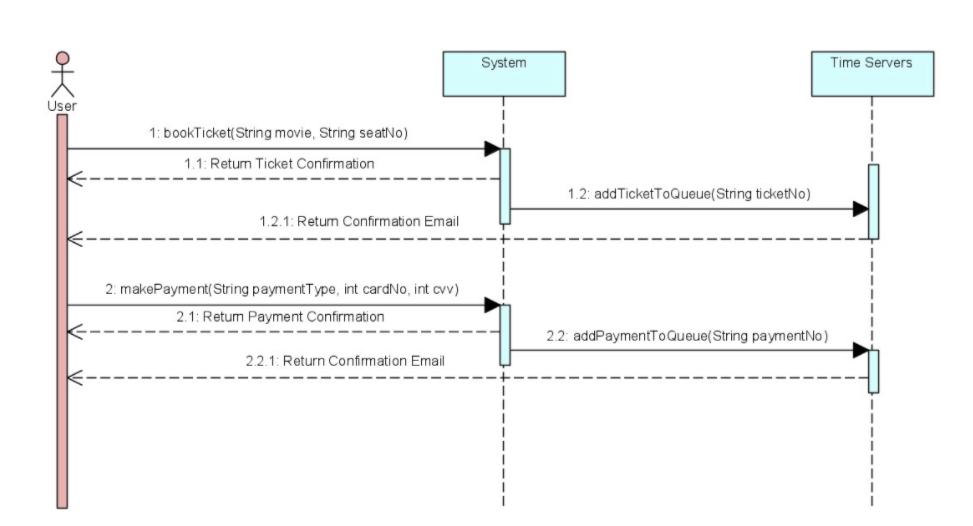 System
Time Servers
User
1: bookTicket(String movie, String seatNo)
1.1: Return Ticket Confirmation
1.2: addTicketToQueue(String ticketNo)
1.2.1: Return Confirmation Email
2: makePayment(String paymentType, int cardNo, int cvv)
2.1: Return Payment Confirmation
2.2: addPaymentToQueue(String paymentNo)
2.2.1: Return Confirmation Email